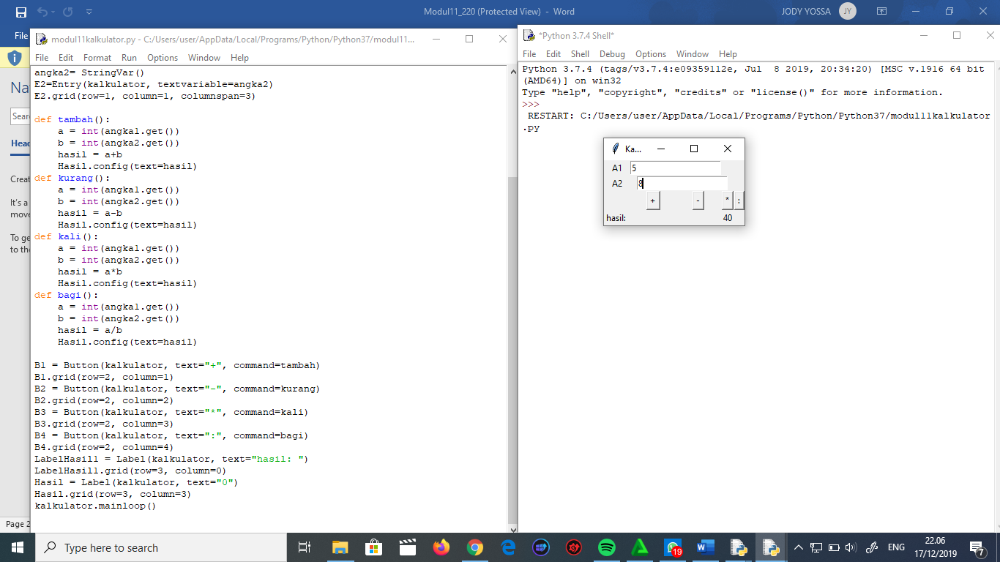 Modul11_220 (Protected View) - Word
JODY YOSSA
JY
File
Na
Sear
Head
Creat
It's a
move
To ge
to the
Page 2
modul11kalkulator.py - C:/Users/user/AppData/Local/Programs/Python/Python37/modul11...
File Edit Format Run Options Window Help
angka2= StringVar()
E2=Entry(kalkulator, textvariable=angka2)
E2.grid(row=1, column=1, columnspan=3)
def tambah():
    a = int(angka1.get())
    b = int(angka2.get())
    hasil = a+b
    Hasil.config(text=hasil)
def kurang():
    a = int(angka1.get())
    b = int(angka2.get())
    hasil = a-b
    Hasil.config(text=hasil)
def kali():
    a = int(angka1.get())
    b = int(angka2.get())
    hasil = a*b
    Hasil.config(text=hasil)
def bagi():
    a = int(angka1.get())
    b = int(angka2.get())
    hasil = a/b
    Hasil.config(text=hasil)
B1 = Button(kalkulator, text="+", command=tambah)
B1.grid(row=2, column=1)
B2 = Button(kalkulator, text="-", command=kurang)
B2.grid(row=2, column=2)
B3 = Button(kalkulator, text="*", command=kali)
B3.grid(row=2, column=3)
B4 = Button(kalkulator, text=":", command=bagi)
B4.grid(row=2, column=4)
LabelHasil1 = Label(kalkulator, text="hasil: ")
LabelHasil1.grid(row=3, column=0)
Hasil = Label(kalkulator, text="0")
Hasil.grid(row=3, column=3)
kalkulator.mainloop()
*Python 3.7.4 Shell*
File Edit Shell Debug Options Window Help
Python 3.7.4 (tags/v3.7.4:e09359112e, Jul  8 2019, 20:34:20) [MSC v.1916 64 bit
(AMD64)] on win32
Type "help", "copyright", "credits" or "license()" for more information.
>>>
 RESTART: C:/Users/user/AppData/Local/Programs/Python/Python37/modul11kalkulator
.py
Ka...
A1 5
A2 8
+ - * :
hasil: 40
Type here to search
19
ENG
22.06
17/12/2019
7